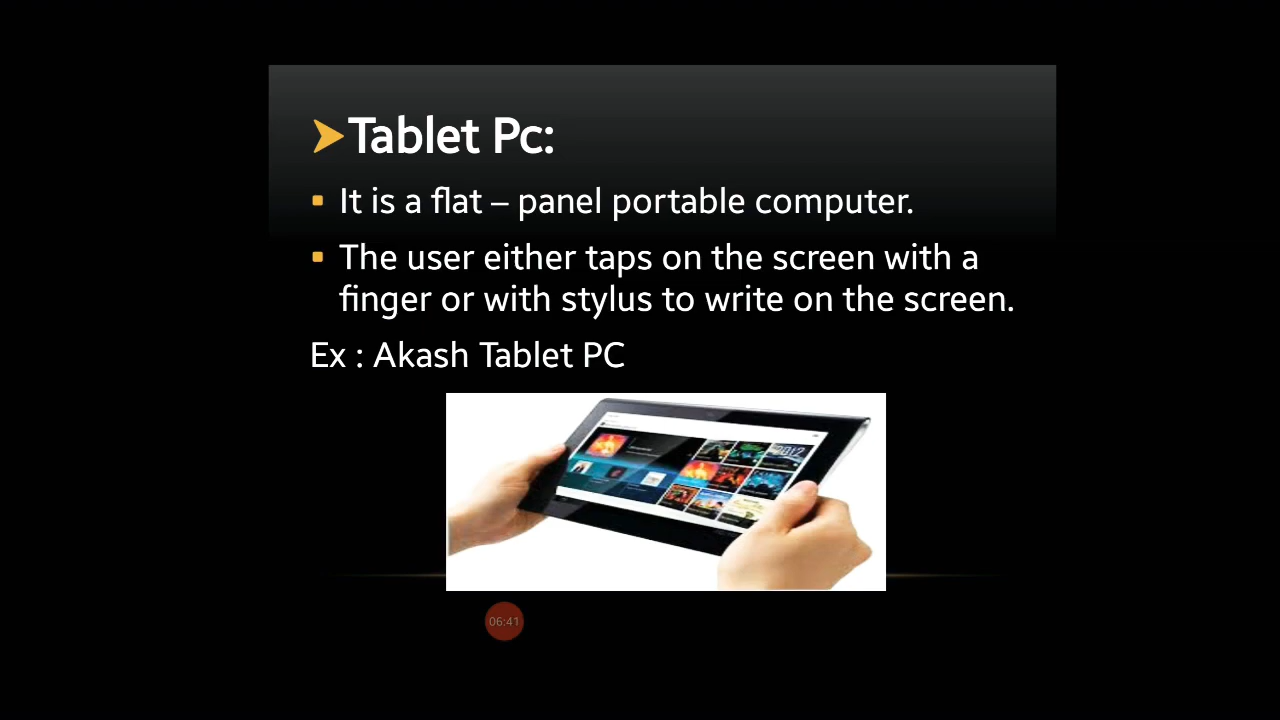 ➤Tablet Pc:
▪ It is a flat – panel portable computer.
▪ The user either taps on the screen with a
finger or with stylus to write on the screen.
Ex : Akash Tablet PC
2012
06:41